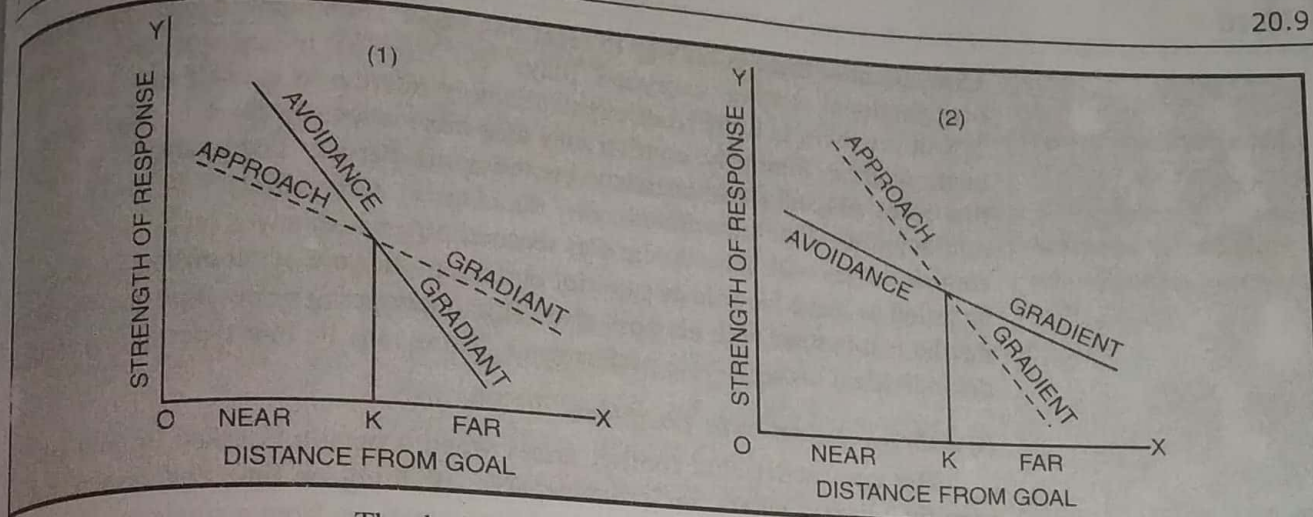 20.9
(1)
Y
STRENGTH OF RESPONSE
APPROACH
AVOIDANCE
GRADIANT
GRADIANT
O NEAR K FAR X
DISTANCE FROM GOAL
(2)
Y
STRENGTH OF RESPONSE
APPROACH
AVOIDANCE
GRADIENT
GRADIENT
O NEAR K FAR X
DISTANCE FROM GOAL